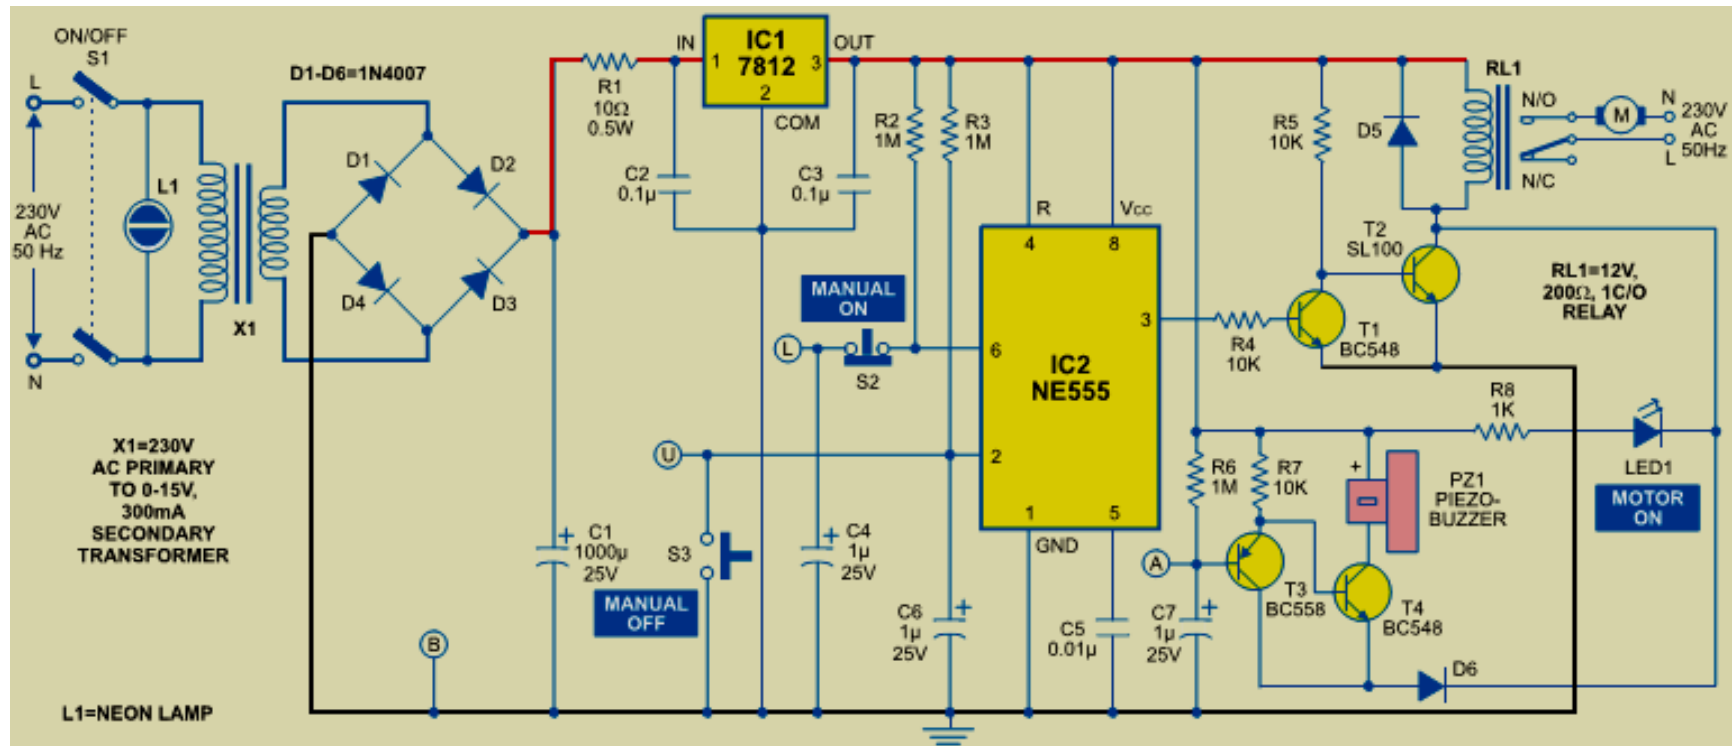 ON/OFF
S1
L
230V
AC
50 Hz
N
L1
X1
D1-D6=1N4007
D1
D2
D4
D3
X1=230V
AC PRIMARY
TO 0-15V,
300mA
SECONDARY
TRANSFORMER
L1=NEON LAMP
B
R1
10Ω
0.5W
C1
1000µ
25V
+
IN
IC1
7812
OUT
1
3
2
COM
C2
0.1µ
C3
0.1µ
R2
1M
R3
1M
MANUAL
ON
L
S2
U
S3
MANUAL
OFF
C4
1µ
25V
+
C6
1µ
25V
+
R
Vcc
4
8
6
3
IC2
NE555
2
1
5
GND
C5
0.01µ
R4
10K
R5
10K
T1
BC548
T2
SL100
D5
RL1
N/O
M
N
230V
AC
50Hz
L
N/C
RL1=12V,
200Ω, 1C/O
RELAY
R8
1K
LED1
MOTOR
ON
R6
1M
R7
10K
+
PZ1
PIEZO-
BUZZER
A
T3
BC558
T4
BC548
C7
1µ
25V
+
D6